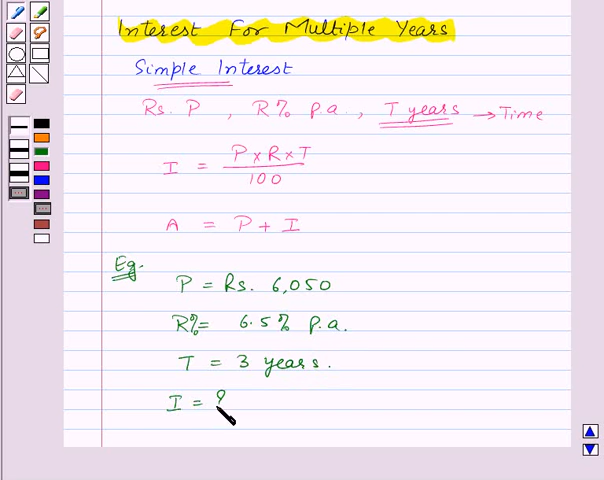 Interest For Multiple Years
Simple Interest
Rs. P , R% p.a , T years → Time
I = P × R × T
100
A = P + I
Eg.
P = Rs. 6,050
R% = 6.5% p.a.
T = 3 years.
I = ?